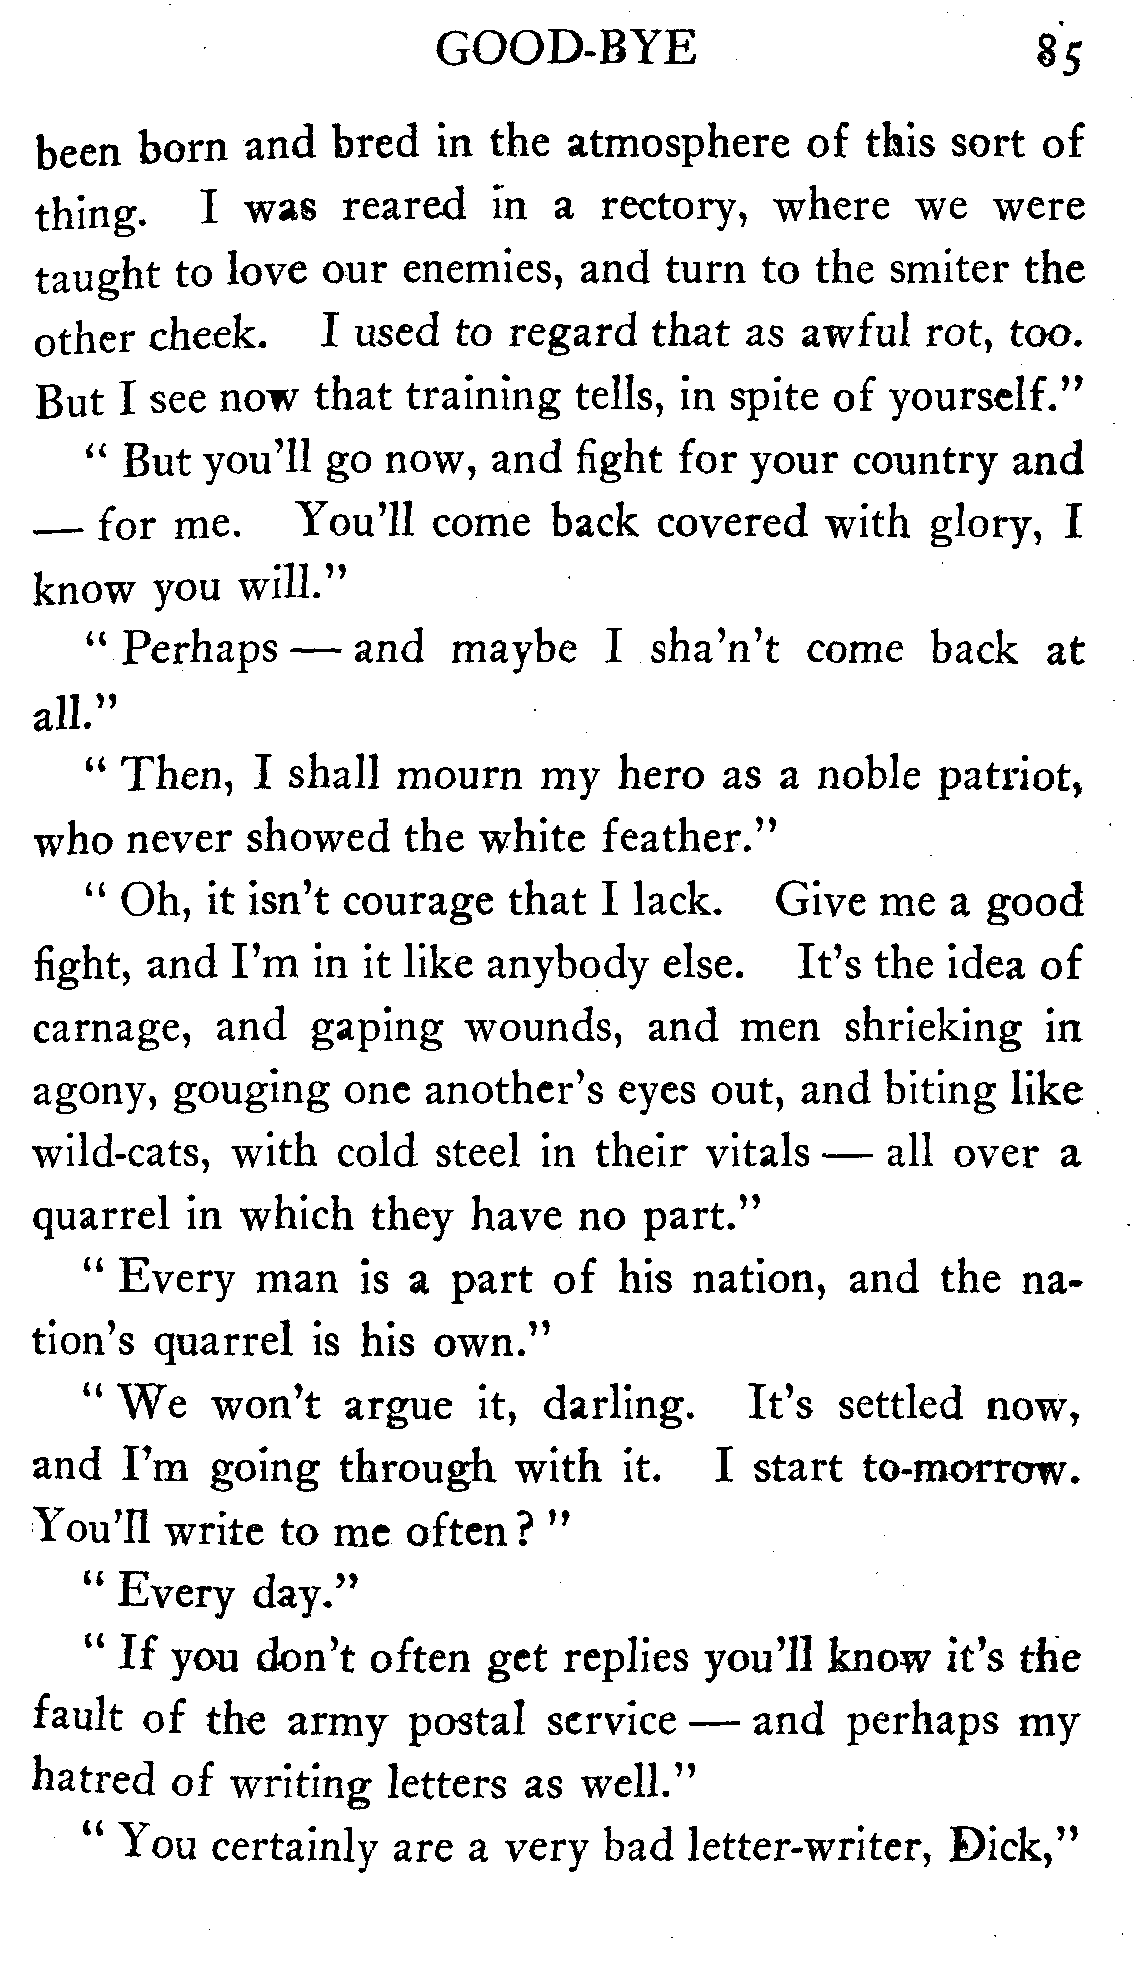 GOOD-BYE 85
been born and bred in the atmosphere of this sort of
thing. I was reared in a rectory, where we were
taught to love our enemies, and turn to the smiter the
other cheek. I used to regard that as awful rot, too.
But I see now that training tells, in spite of yourself."
" But you'll go now, and fight for your country and
— for me. You'll come back covered with glory, I
know you will."
" Perhaps — and maybe I sha'n't come back at
all."
" Then, I shall mourn my hero as a noble patriot,
who never showed the white feather."
" Oh, it isn't courage that I lack. Give me a good
fight, and I'm in it like anybody else. It's the idea of
carnage, and gaping wounds, and men shrieking in
agony, gouging one another's eyes out, and biting like
wild-cats, with cold steel in their vitals — all over a
quarrel in which they have no part."
" Every man is a part of his nation, and the na-
tion's quarrel is his own."
" We won't argue it, darling. It's settled now,
and I'm going through with it. I start to-morrow.
You'll write to me often? "
" Every day."
" If you don't often get replies you'll know it's the
fault of the army postal service — and perhaps my
hatred of writing letters as well."
" You certainly are a very bad letter-writer, Dick,"